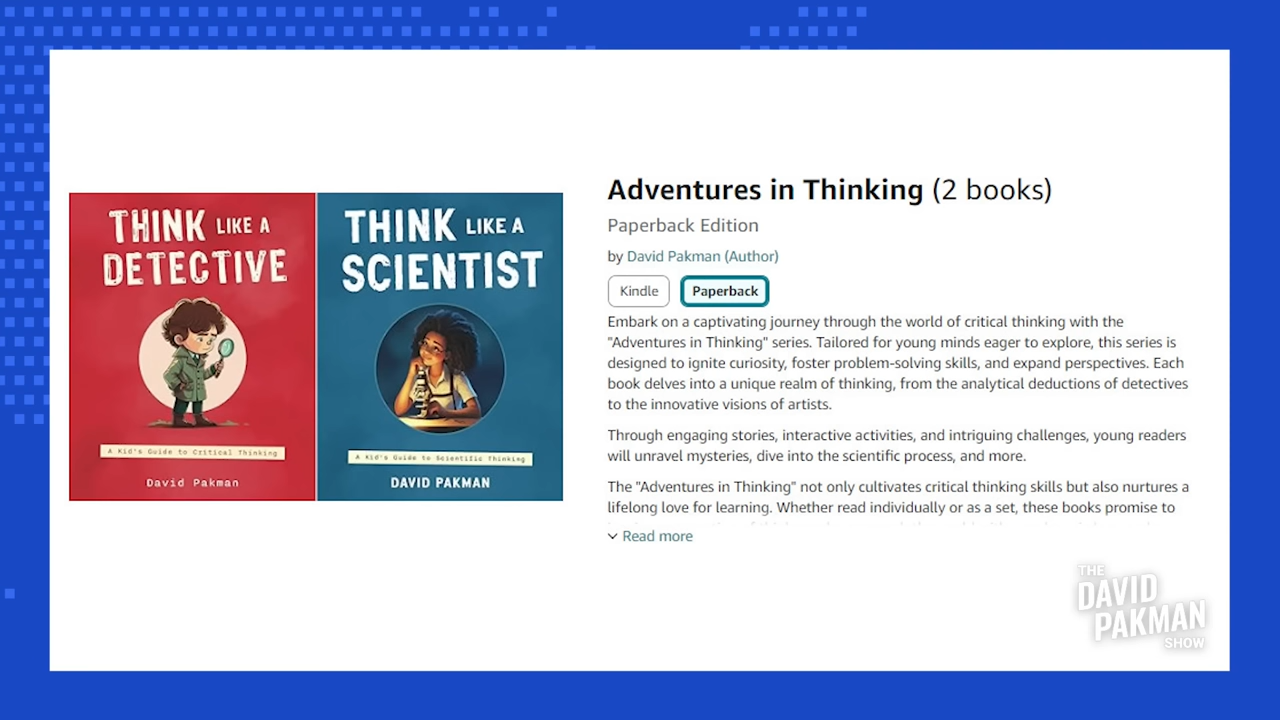 THINK LIKE A
DETECTIVE
A Kid's Guide to Critical Thinking
David Pakman
THINK LIKE A
SCIENTIST
A Kid's Guide to Scientific Thinking
DAVID PAKMAN
Adventures in Thinking (2 books)
Paperback Edition
by David Pakman (Author)
Kindle
Paperback
Embark on a captivating journey through the world of critical thinking with the
"Adventures in Thinking" series. Tailored for young minds eager to explore, this series is
designed to ignite curiosity, foster problem-solving skills, and expand perspectives. Each
book delves into a unique realm of thinking, from the analytical deductions of detectives
to the innovative visions of artists.
Through engaging stories, interactive activities, and intriguing challenges, young readers
will unravel mysteries, dive into the scientific process, and more.
The "Adventures in Thinking" not only cultivates critical thinking skills but also nurtures a
lifelong love for learning. Whether read individually or as a set, these books promise to
Read more
THE
DAVID
PAKMAN
SHOW